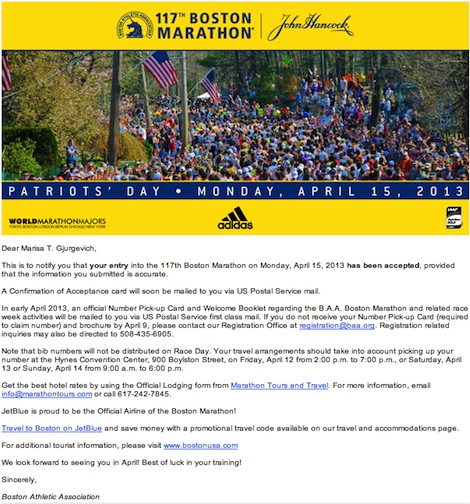 117TH BOSTON
MARATHON
John Hancock
PATRIOTS' DAY • MONDAY, APRIL 15, 2013
WORLDMARATHONMAJORS
TOKYO BOSTON LONDON BERLIN CHICAGO NEW YORK
adidas
Dear Marisa T. Gjurgevich,
This is to notify you that your entry into the 117th Boston Marathon on Monday, April 15, 2013 has been accepted, provided
that the information you submitted is accurate.
A Confirmation of Acceptance card will soon be mailed to you via US Postal Service mail.
In early April 2013, an official Number Pick-up Card and Welcome Booklet regarding the B.A.A. Boston Marathon and related race
week activities will be mailed to you via US Postal Service first class mail. If you do not receive your Number Pick-up Card (required
to claim number) and brochure by April 9, please contact our Registration Office at registration@baa.org. Registration related
inquiries may also be directed to 508-435-6905.
Note that bib numbers will not be distributed on Race Day. Your travel arrangements should take into account picking up your
number at the Hynes Convention Center, 900 Boylston Street, on Friday, April 12 from 2:00 p.m. to 7:00 p.m., or Saturday, April
13 or Sunday, April 14 from 9:00 a.m. to 6:00 p.m.
Get the best hotel rates by using the Official Lodging form from Marathon Tours and Travel. For more information, email
info@marathontours.com or call 617-242-7845.
JetBlue is proud to be the Official Airline of the Boston Marathon!
Travel to Boston on JetBlue and save money with a promotional travel code available on our travel and accommodations page.
For additional tourist information, please visit www.bostonusa.com
We look forward to seeing you in April! Best of luck in your training!
Sincerely,
Boston Athletic Association